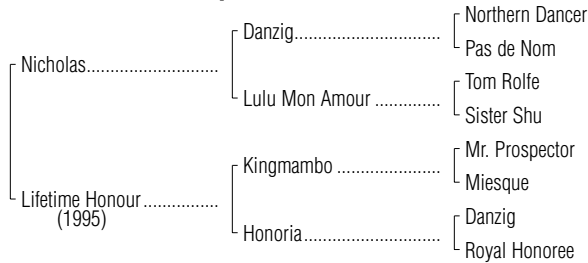 Northern Dancer
Danzig..............................
Pas de Nom
Nicholas...........................
Tom Rolfe
Lulu Mon Amour .............
Sister Shu
Mr. Prospector
Kingmambo .....................
Miesque
Lifetime Honour ...............
(1995)
Danzig
Honoria............................
Royal Honoree